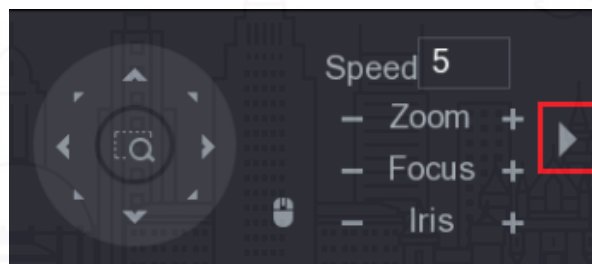 Speed 5
− Zoom +
− Focus +
− Iris +